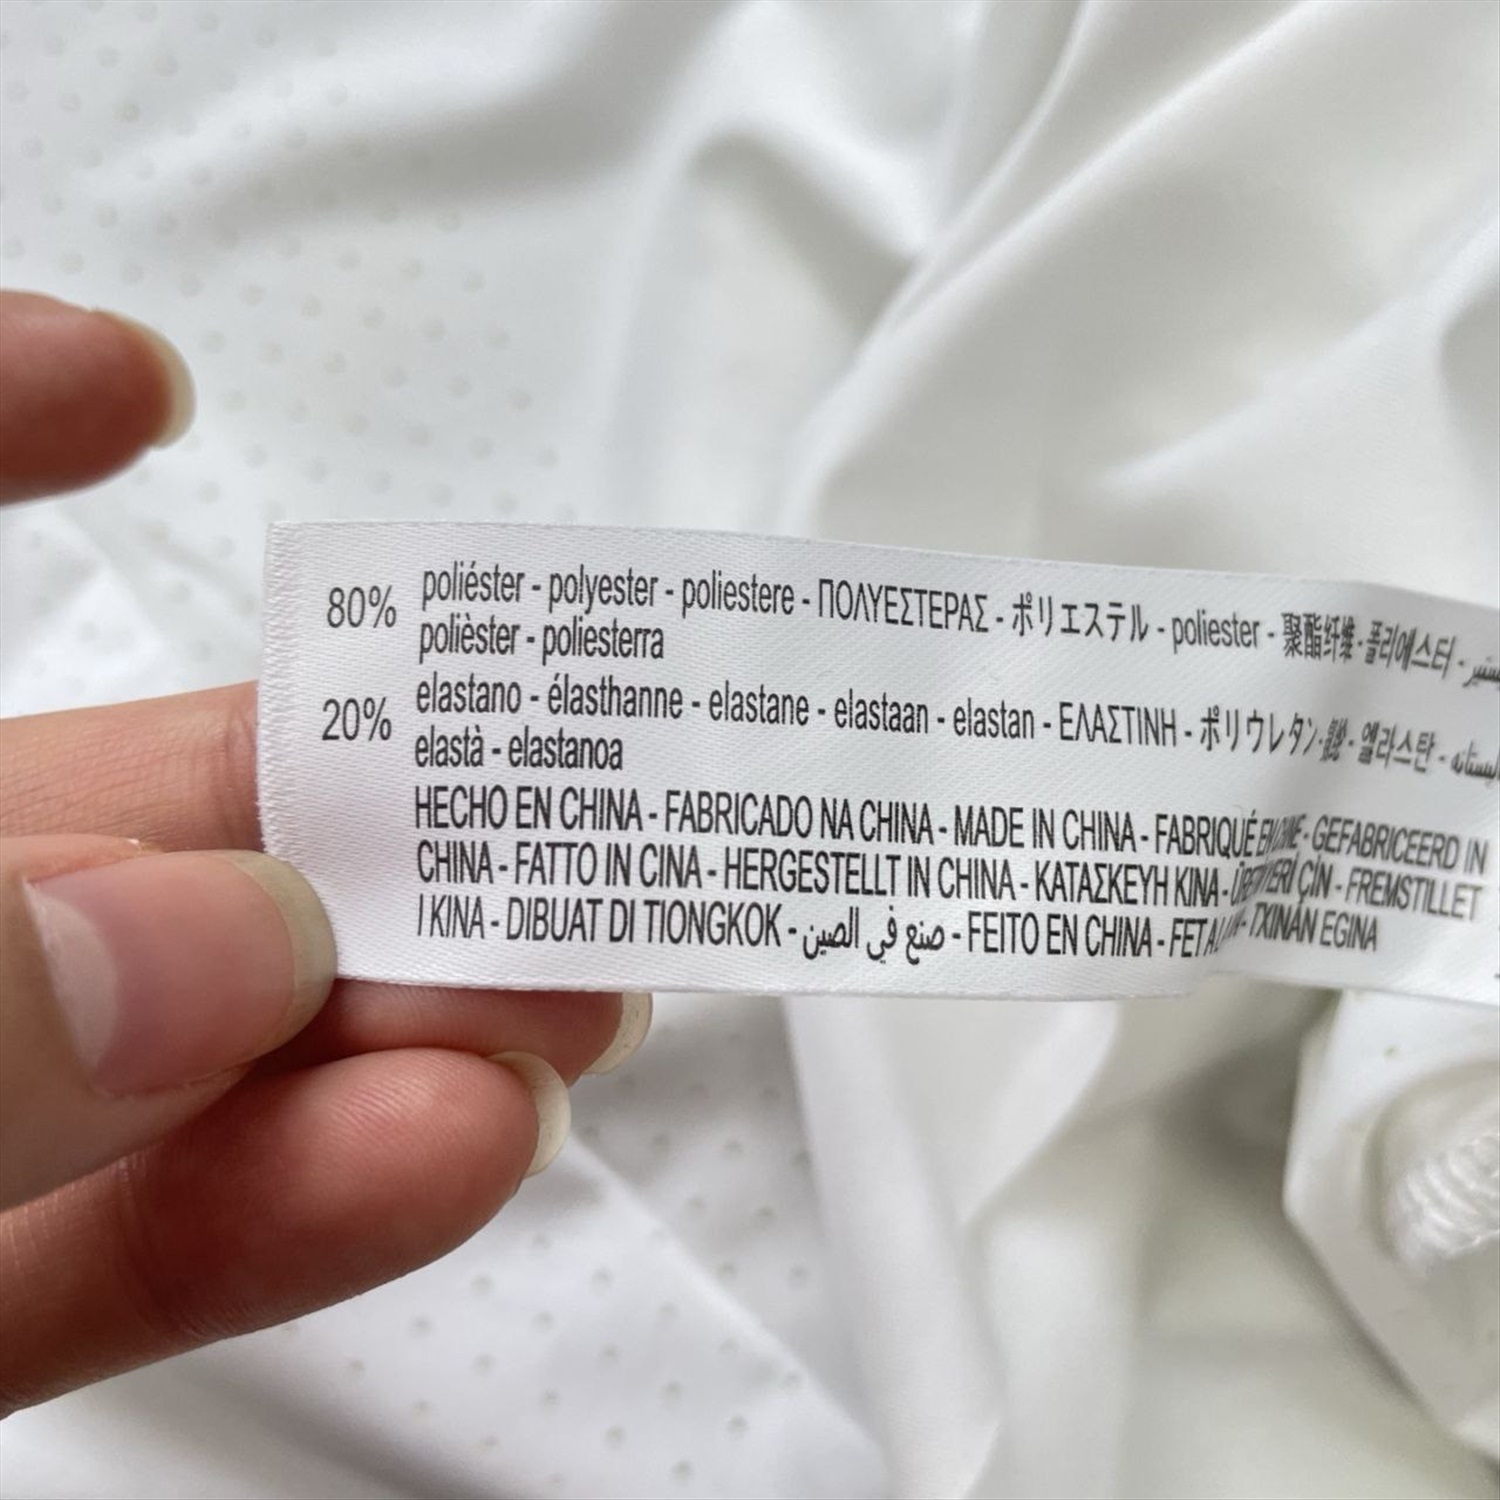 80% poliéster - polyester - poliestere - ΠΟΛΥΕΣΤΕΡΑΣ - ポリエステル - poliester - 聚酯纤维 - 폴리에스터 -
polièster - poliesterra
20% elastano - élasthanne - elastane - elastaan - elastan - ΕΛΑΣΤΙΝΗ - ポリウレタン - 엘라스탄 -
elastà - elastanoa
HECHO EN CHINA - FABRICADO NA CHINA - MADE IN CHINA - FABRIQUÉ EN CHINE - GEFABRICEERD IN
CHINA - FATTO IN CINA - HERGESTELLT IN CHINA - ΚΑΤΑΣΚΕΥΗ ΚΙΝΑ - ÇİN - FREMSTILLET
I KINA - DIBUAT DI TIONGKOK - صنع في الصين - FEITO EN CHINA - FET A - TXINAN EGINA